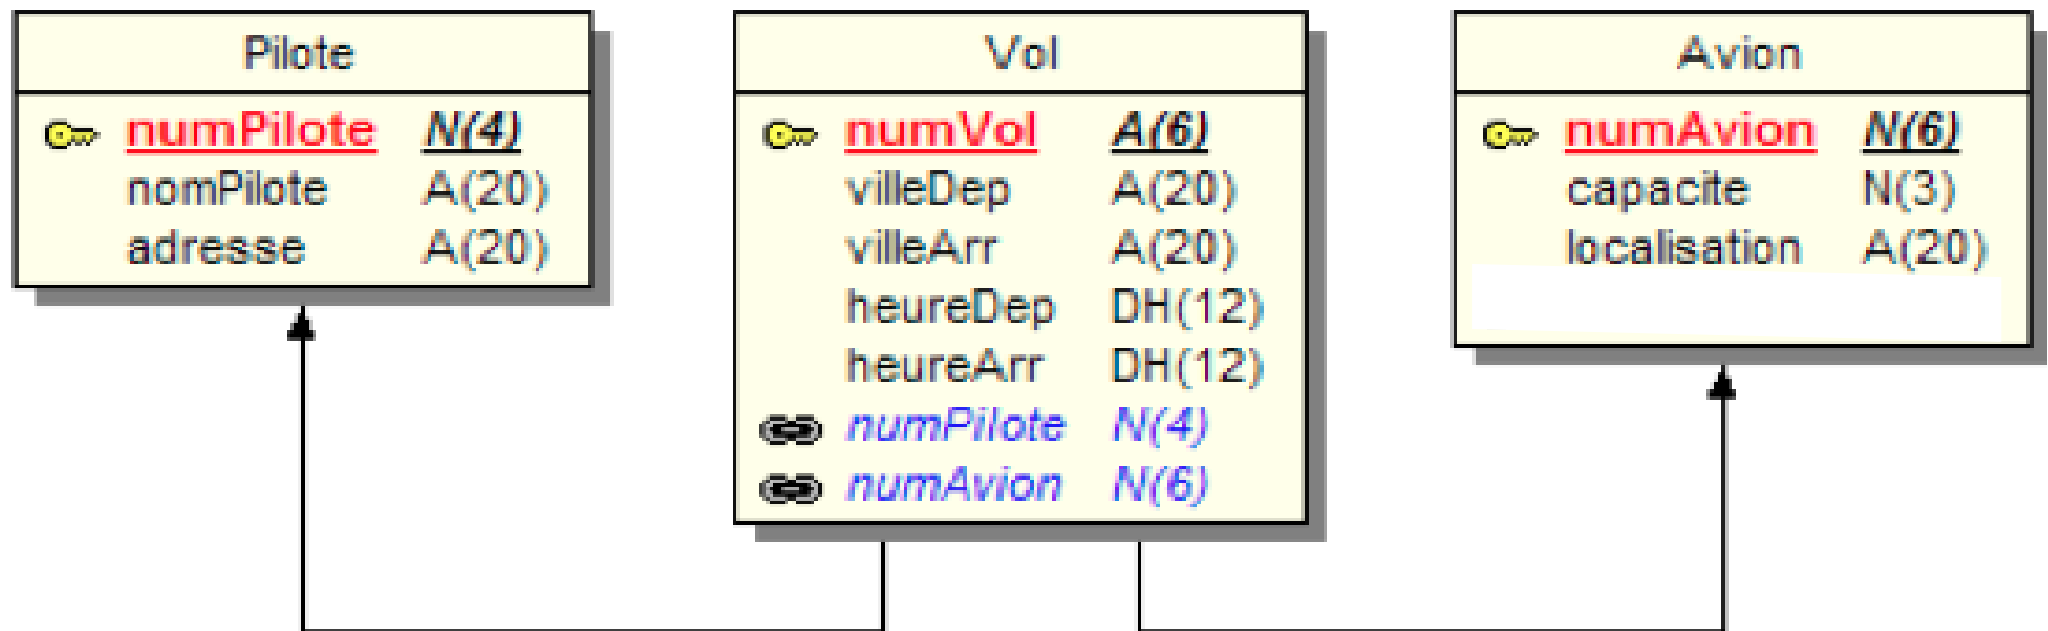 Pilote
numPilote N(4)
nomPilote A(20)
adresse A(20)
Vol
numVol A(6)
villeDep A(20)
villeArr A(20)
heureDep DH(12)
heureArr DH(12)
numPilote N(4)
numAvion N(6)
Avion
numAvion N(6)
capacite N(3)
localisation A(20)